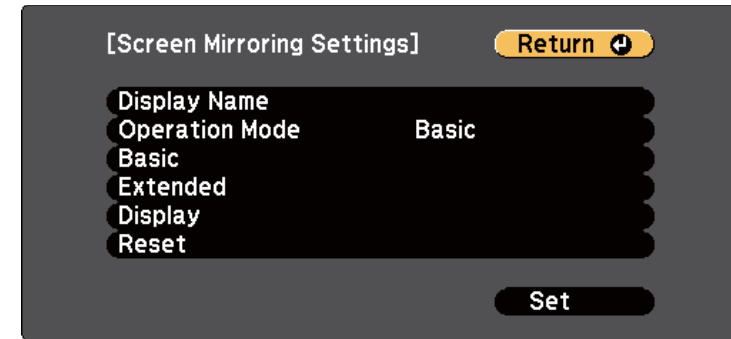 [Screen Mirroring Settings] Return
Display Name
Operation Mode Basic
Basic
Extended
Display
Reset
Set